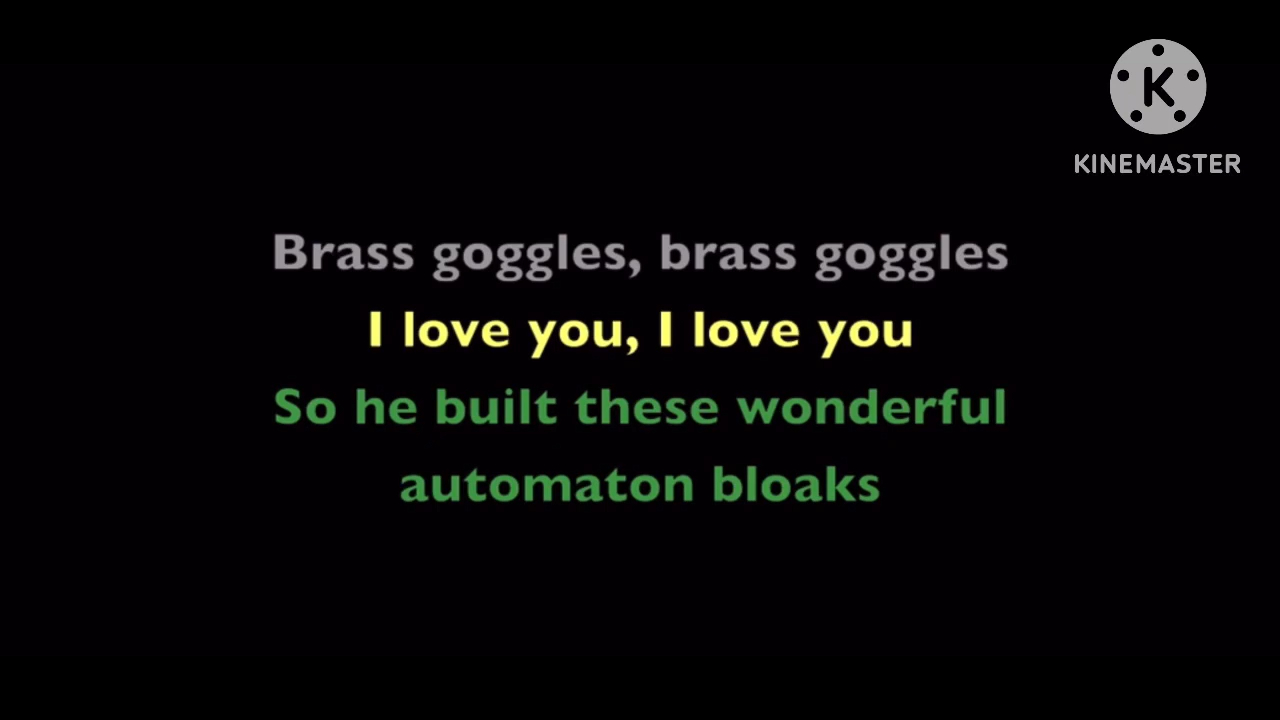 K
KINEMASTER
Brass goggles, brass goggles
I love you, I love you
So he built these wonderful
automaton bloaks